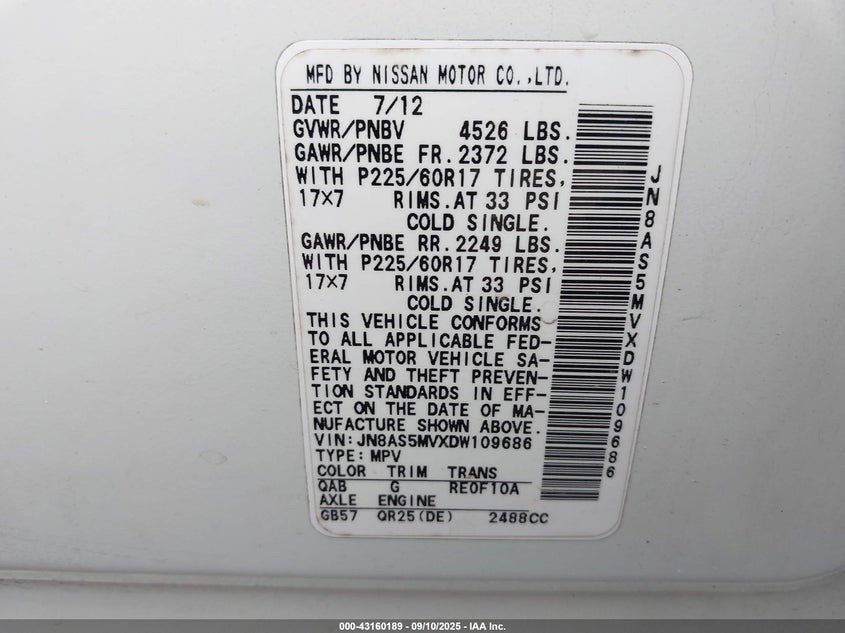 MFD BY NISSAN MOTOR CO.,LTD.
DATE 7/12
GVWR/PNBV 4526 LBS.
GAWR/PNBE FR. 2372 LBS.
WITH P225/60R17 TIRES,
17×7 RIMS.AT 33 PSI
COLD SINGLE.
GAWR/PNBE RR. 2249 LBS.
WITH P225/60R17 TIRES,
17×7 RIMS.AT 33 PSI
COLD SINGLE.
THIS VEHICLE CONFORMS
TO ALL APPLICABLE FED-
ERAL MOTOR VEHICLE SA-
FETY AND THEFT PREVEN-
TION STANDARDS IN EFF-
ECT ON THE DATE OF MA-
NUFACTURE SHOWN ABOVE.
VIN:JN8AS5MVXDW109686
TYPE:MPV
COLOR TRIM TRANS
QAB G RE0F10A
AXLE ENGINE
GB57 QR25(DE) 2488CC
JN8AS5MVXDW109686
000-43160189 - 09/10/2025 - IAA Inc.